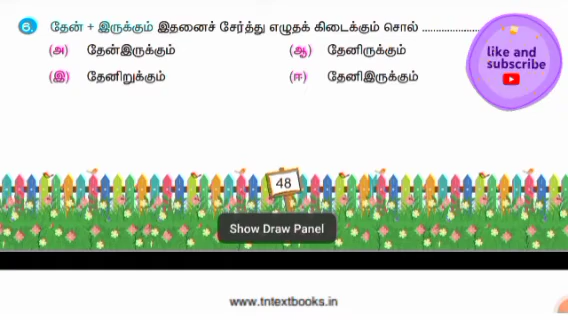 6. தேன் + இருக்கும் இதனைச் சேர்த்து எழுதக் கிடைக்கும் சொல் .....................
(அ) தேன்இருக்கும் (ஆ) தேனிருக்கும்
(இ) தேனிறுக்கும் (ஈ) தேனிஇருக்கும்
like and
subscribe
48
Show Draw Panel
www.tntextbooks.in